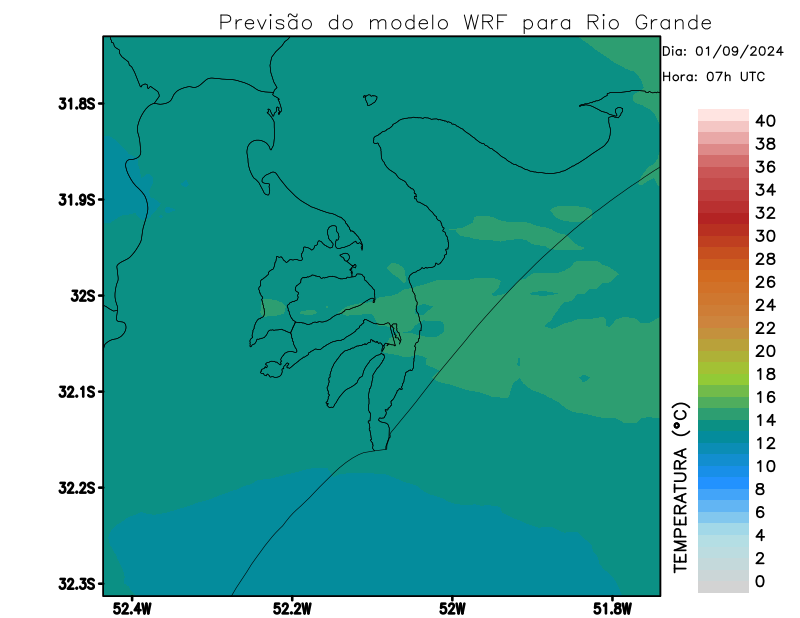 Previsão do modelo WRF para Rio Grande
Dia: 01/09/2024
Hora: 07h UTC
31.8S
31.9S
32S
32.1S
32.2S
32.3S
52.4W
52.2W
52W
51.8W
40
38
36
34
32
30
28
26
24
22
20
18
16
14
12
10
8
6
4
2
0
TEMPERATURA (°C)